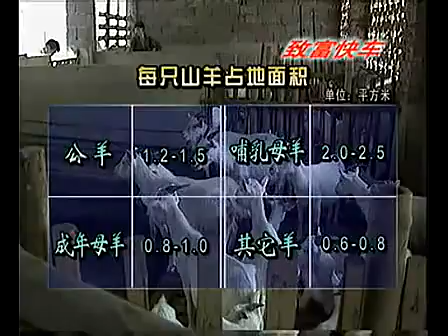 致富快车
每只山羊占地面积
单位：平方米
公羊 1.2-1.5 哺乳母羊 2.0-2.5
成年母羊 0.8-1.0 其它羊 0.6-0.8